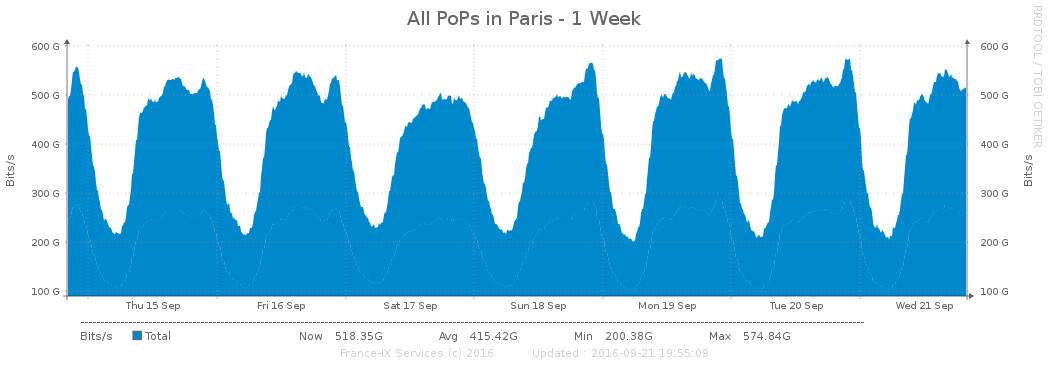 All PoPs in Paris - 1 Week
RRDTOOL / TOBI OETIKER
Bits/s
600 G
500 G
400 G
300 G
200 G
100 G
600 G
500 G
400 G
300 G
200 G
100 G
Bits/s
Thu 15 Sep Fri 16 Sep Sat 17 Sep Sun 18 Sep Mon 19 Sep Tue 20 Sep Wed 21 Sep
Bits/s Total Now 518.35G Avg 415.42G Min 200.38G Max 574.84G
France-IX Services (c) 2016 Updated : 2016-09-21 19:55:09